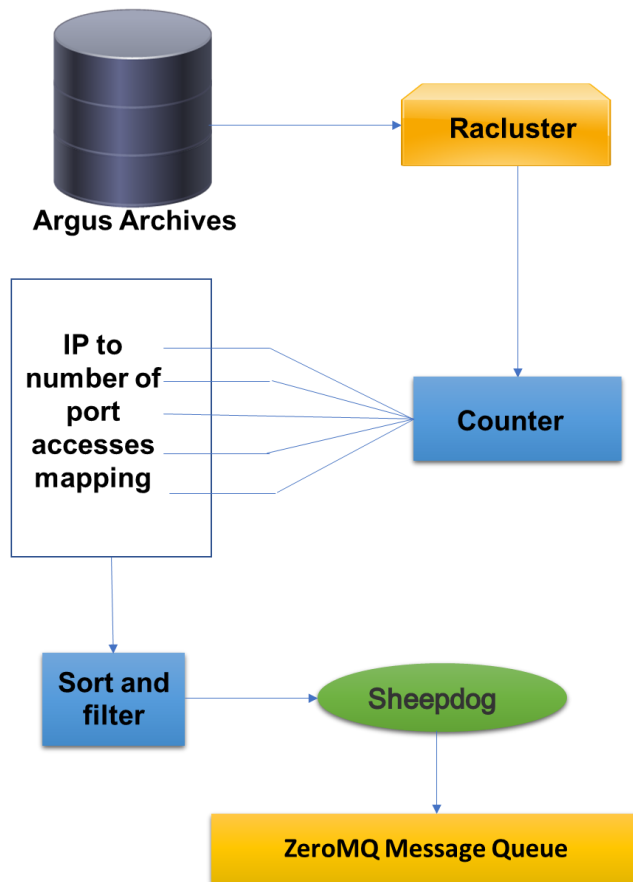 Racluster
Argus Archives
IP to
number of
port
accesses
mapping
Counter
Sort and
filter
Sheepdog
ZeroMQ Message Queue